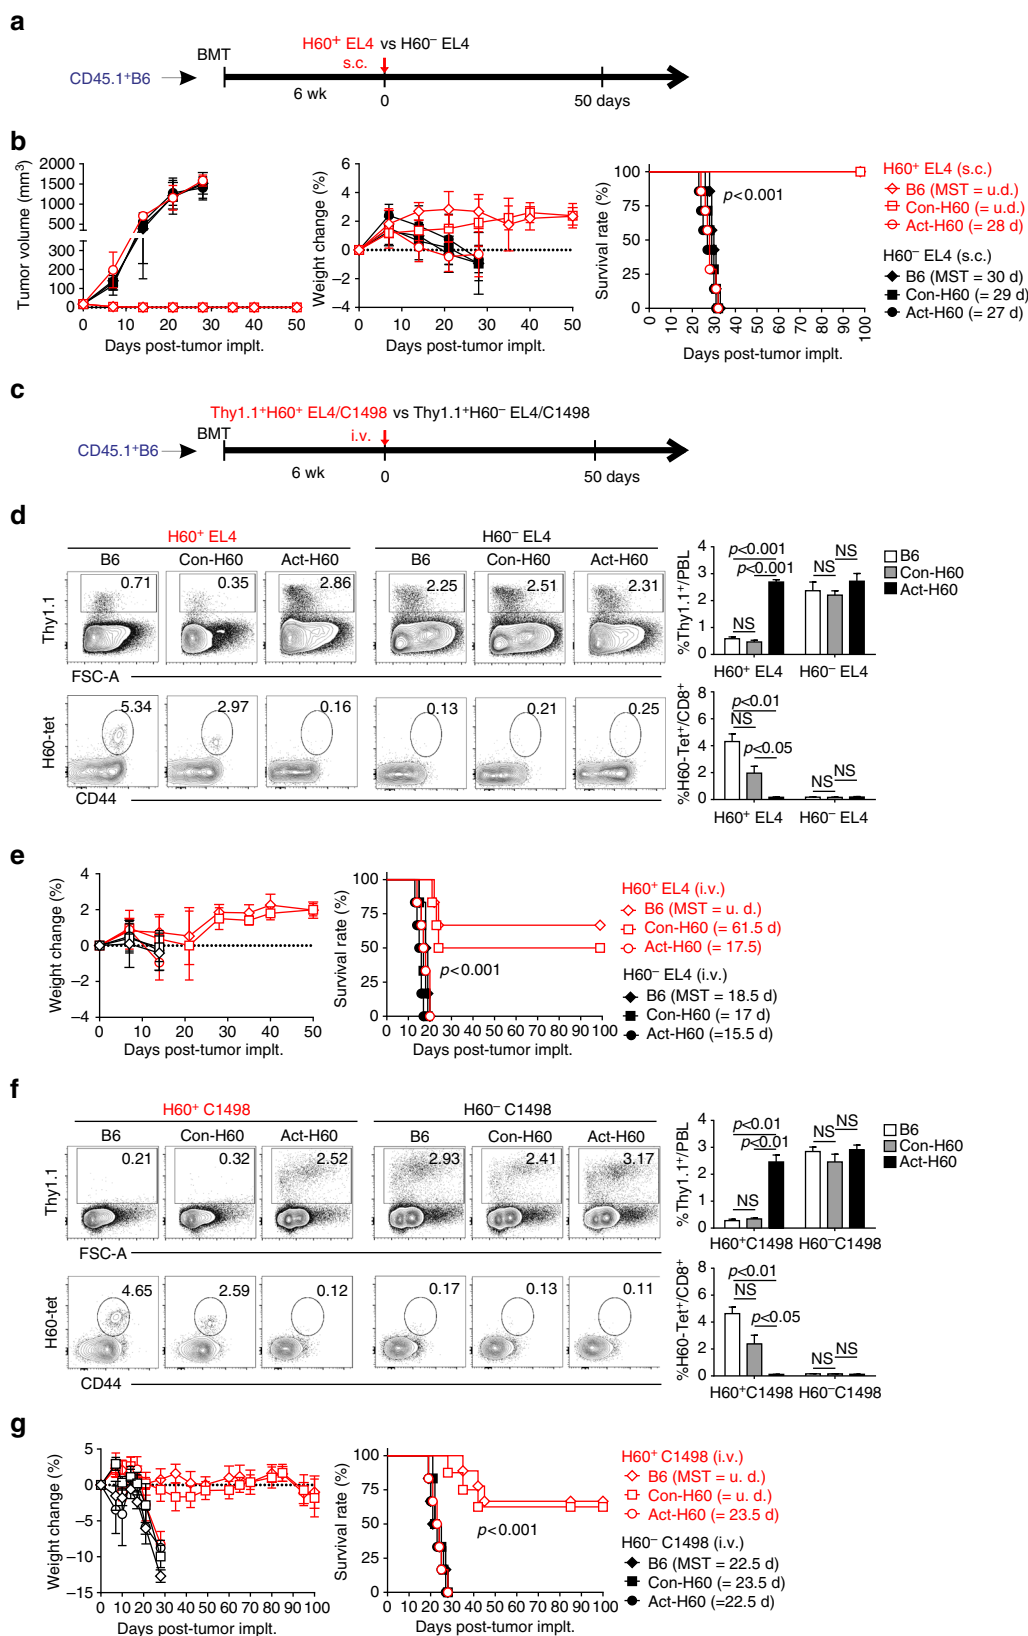 a
H60+ EL4 vs H60− EL4
BMT
s.c.
CD45.1+B6
6 wk
0
50 days
b
Tumor volume (mm3)
2000
1500
1000
500
300
200
100
0
0 10 20 30 40 50
Days post-tumor implt.
Weight change (%)
6
4
2
0
−2
−4
0 10 20 30 40 50
Days post-tumor implt.
Survival rate (%)
100
75
50
25
0
p<0.001
0 10 20 30 40 50 60 70 80 90 100
Days post-tumor implt.
H60+ EL4 (s.c.)
B6 (MST = u.d.)
Con-H60 (= u.d.)
Act-H60 (= 28 d)
H60− EL4 (s.c.)
B6 (MST = 30 d)
Con-H60 (= 29 d)
Act-H60 (= 27 d)
c
Thy1.1+H60+ EL4/C1498 vs Thy1.1+H60− EL4/C1498
BMT
i.v.
CD45.1+B6
6 wk
0
50 days
d
H60+ EL4
H60− EL4
B6 Con-H60 Act-H60 B6 Con-H60 Act-H60
Thy1.1
0.71 0.35 2.86 2.25 2.51 2.31
FSC-A
H60-tet
5.34 2.97 0.16 0.13 0.21 0.25
CD44
%Thy1.1+/PBL
4
3
2
1
0
p<0.001
p<0.001
NS
NS
NS
H60+ EL4 H60− EL4
B6
Con-H60
Act-H60
%H60-Tet+/CD8+
8
6
4
2
0
p<0.01
NS
p<0.05
NS
NS
H60+ EL4 H60− EL4
e
Weight change (%)
4
2
0
−2
−4
0 10 20 30 40 50
Days post-tumor implt.
Survival rate (%)
100
75
50
25
0
p<0.001
0 10 20 30 40 50 60 70 80 90 100
Days post-tumor implt.
H60+ EL4 (i.v.)
B6 (MST = u. d.)
Con-H60 (= 61.5 d)
Act-H60 (= 17.5)
H60− EL4 (i.v.)
B6 (MST = 18.5 d)
Con-H60 (= 17 d)
Act-H60 (=15.5 d)
f
H60+ C1498
H60− C1498
B6 Con-H60 Act-H60 B6 Con-H60 Act-H60
Thy1.1
0.21 0.32 2.52 2.93 2.41 3.17
FSC-A
H60-tet
4.65 2.59 0.12 0.17 0.13 0.11
CD44
%Thy1.1+/PBL
4
3
2
1
0
p<0.01
p<0.01
NS
NS
NS
H60+C1498 H60−C1498
B6
Con-H60
Act-H60
%H60-Tet+/CD8+
8
6
4
2
0
p<0.01
NS
p<0.05
NS
NS
H60+C1498 H60−C1498
g
Weight change (%)
5
0
−5
−10
−15
0 10 20 30 40 50 60 70 80 90 100
Days post-tumor implt.
Survival rate (%)
100
75
50
25
0
p<0.001
0 10 20 30 40 50 60 70 80 90 100
Days post-tumor implt.
H60+ C1498 (i.v.)
B6 (MST = u. d.)
Con-H60 (= u. d.)
Act-H60 (= 23.5 d)
H60− C1498 (i.v.)
B6 (MST = 22.5 d)
Con-H60 (= 23.5 d)
Act-H60 (=22.5 d)